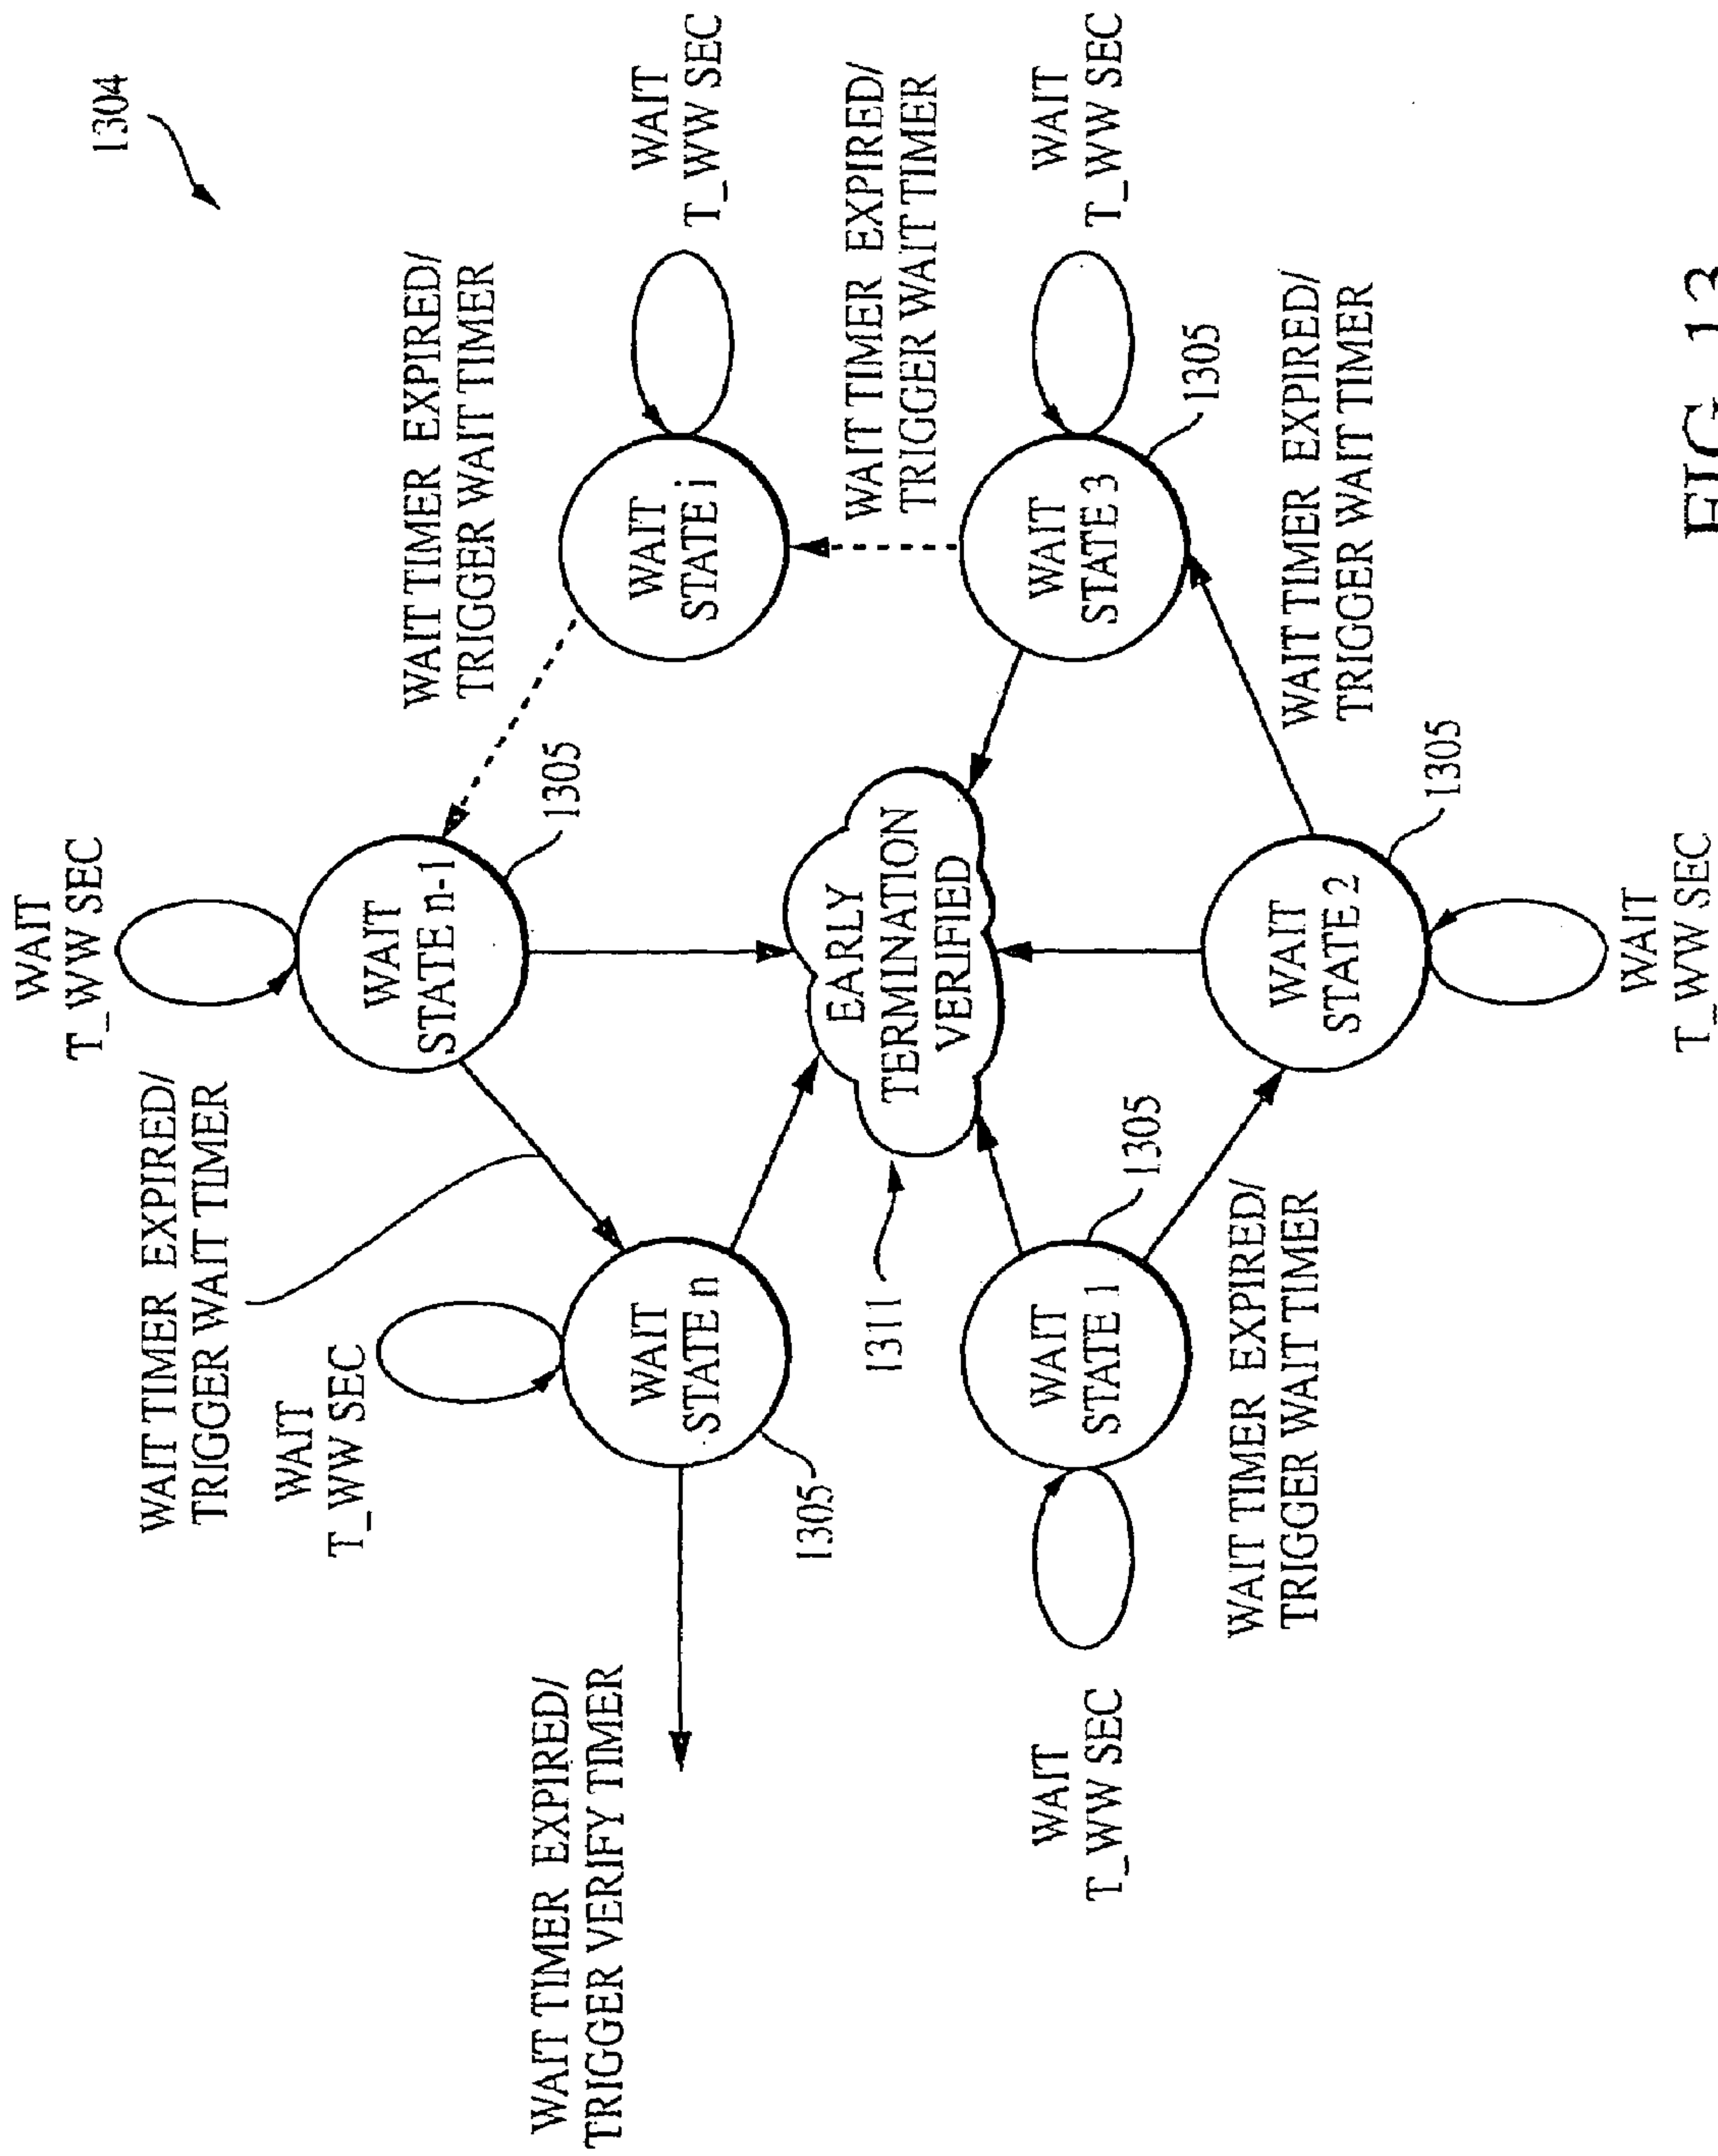 WAIT
T_WW SEC
1304
WAIT TIMER EXPIRED/
TRIGGER WAIT TIMER
WAIT
T_WW SEC
WAIT
STATE n-1
WAIT TIMER EXPIRED/
TRIGGER WAIT TIMER
1305
WAIT TIMER EXPIRED/
TRIGGER VERIFY TIMER
WAIT
STATE n
WAIT
STATE j
WAIT
T_WW SEC
1305
EARLY
TERMINATION
VERIFIED
1311
WAIT TIMER EXPIRED/
TRIGGER WAIT TIMER
WAIT
T_WW SEC
WAIT
STATE 1
1305
WAIT
STATE 3
WAIT
T_WW SEC
1305
WAIT TIMER EXPIRED/
TRIGGER WAIT TIMER
WAIT
STATE 2
WAIT TIMER EXPIRED/
TRIGGER WAIT TIMER
1305
WAIT
T_WW SEC
FIG. 13